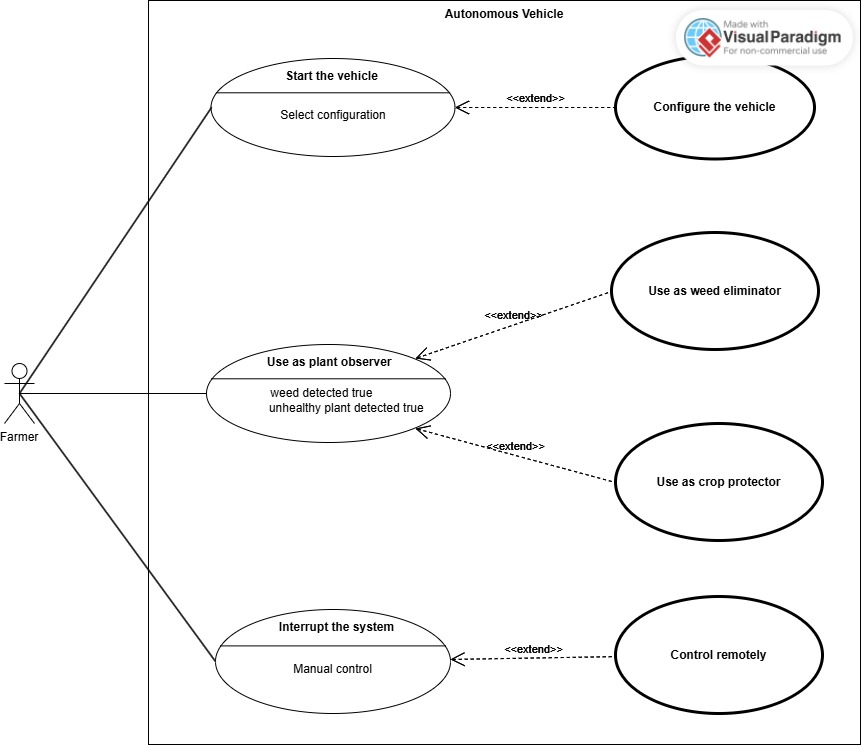 Autonomous Vehicle
Made with
VisualParadigm
For non-commercial use
Start the vehicle
Select configuration
<<extend>>
Configure the vehicle
Use as weed eliminator
<<extend>>
Use as plant observer
weed detected true
unhealthy plant detected true
Farmer
<<extend>>
Use as crop protector
Interrupt the system
Manual control
<<extend>>
Control remotely